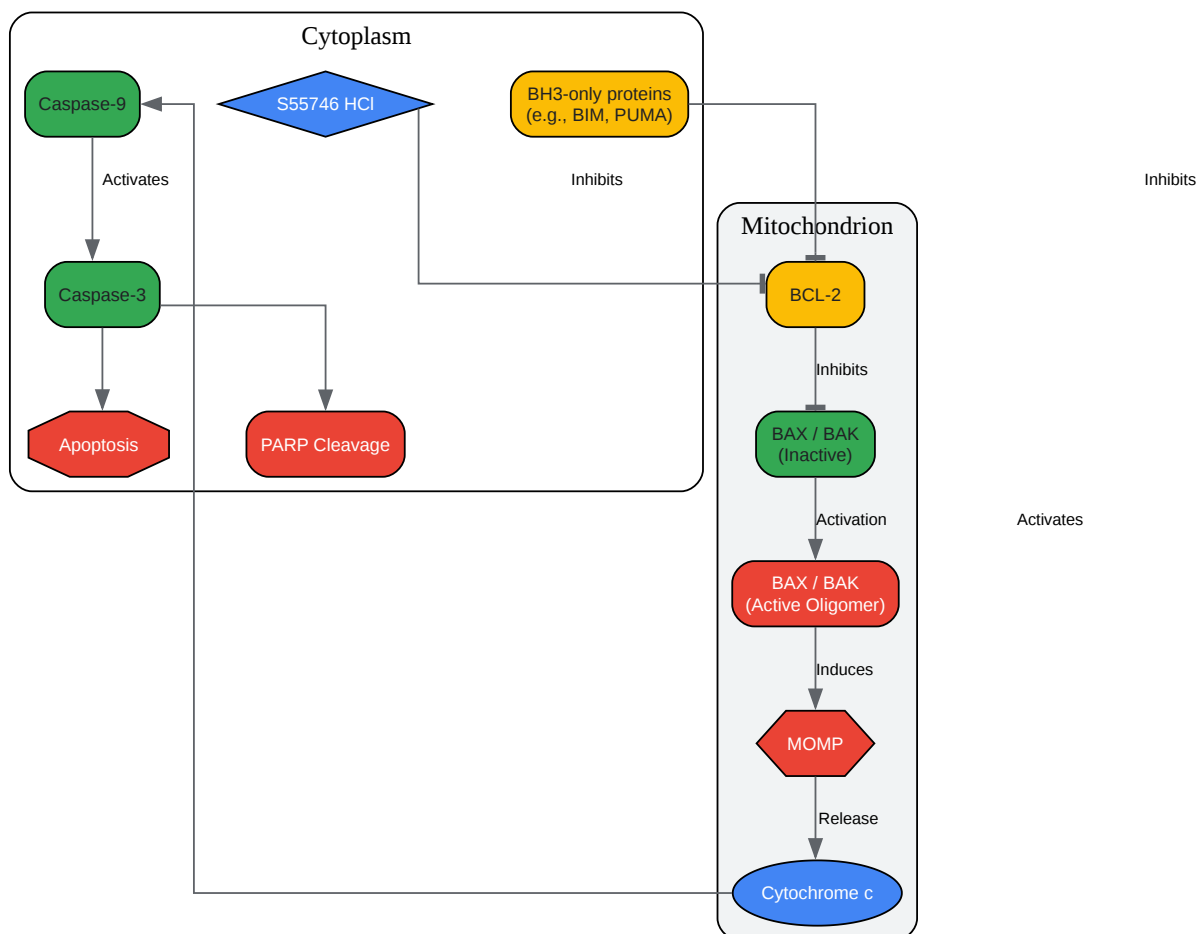 Cytoplasm
Caspase-9
S55746 HCl
BH3-only proteins
(e.g., BIM, PUMA)
Activates
Inhibits
Inhibits
Mitochondrion
Caspase-3
BCL-2
Inhibits
Apoptosis
PARP Cleavage
BAX / BAK
(Inactive)
Activation
Activates
BAX / BAK
(Active Oligomer)
Induces
MOMP
Release
Cytochrome c